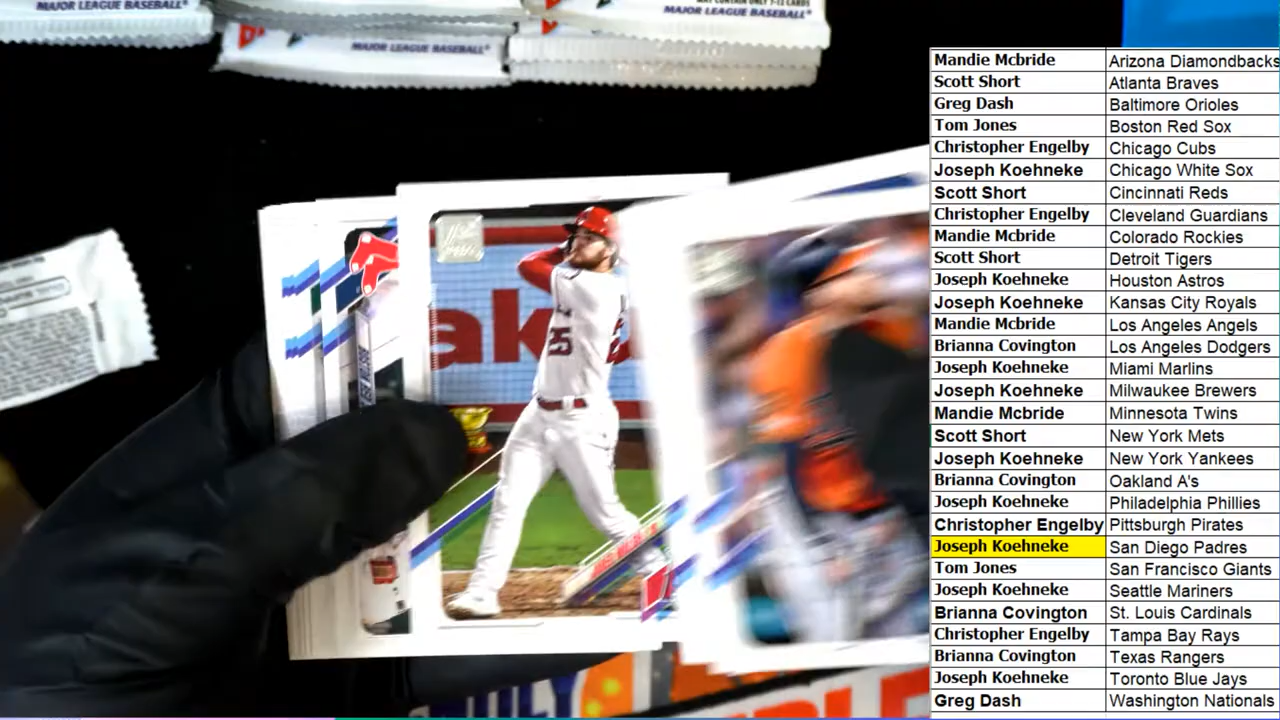 MAY CONTAIN ONLY 7-12 CARDS
MAJOR LEAGUE BASEBALL
MAJOR LEAGUE BASEBALL®
MAJOR LEAGUE BASEBALL®
Mandie Mcbride Arizona Diamondbacks
Scott Short Atlanta Braves
Greg Dash Baltimore Orioles
Tom Jones Boston Red Sox
Christopher Engelby Chicago Cubs
Joseph Koehneke Chicago White Sox
Scott Short Cincinnati Reds
Christopher Engelby Cleveland Guardians
Mandie Mcbride Colorado Rockies
Scott Short Detroit Tigers
Joseph Koehneke Houston Astros
Joseph Koehneke Kansas City Royals
Mandie Mcbride Los Angeles Angels
Brianna Covington Los Angeles Dodgers
Joseph Koehneke Miami Marlins
Joseph Koehneke Milwaukee Brewers
Mandie Mcbride Minnesota Twins
Scott Short New York Mets
Joseph Koehneke New York Yankees
Brianna Covington Oakland A's
Joseph Koehneke Philadelphia Phillies
Christopher Engelby Pittsburgh Pirates
Joseph Koehneke San Diego Padres
Tom Jones San Francisco Giants
Joseph Koehneke Seattle Mariners
Brianna Covington St. Louis Cardinals
Christopher Engelby Tampa Bay Rays
Brianna Covington Texas Rangers
Joseph Koehneke Toronto Blue Jays
Greg Dash Washington Nationals